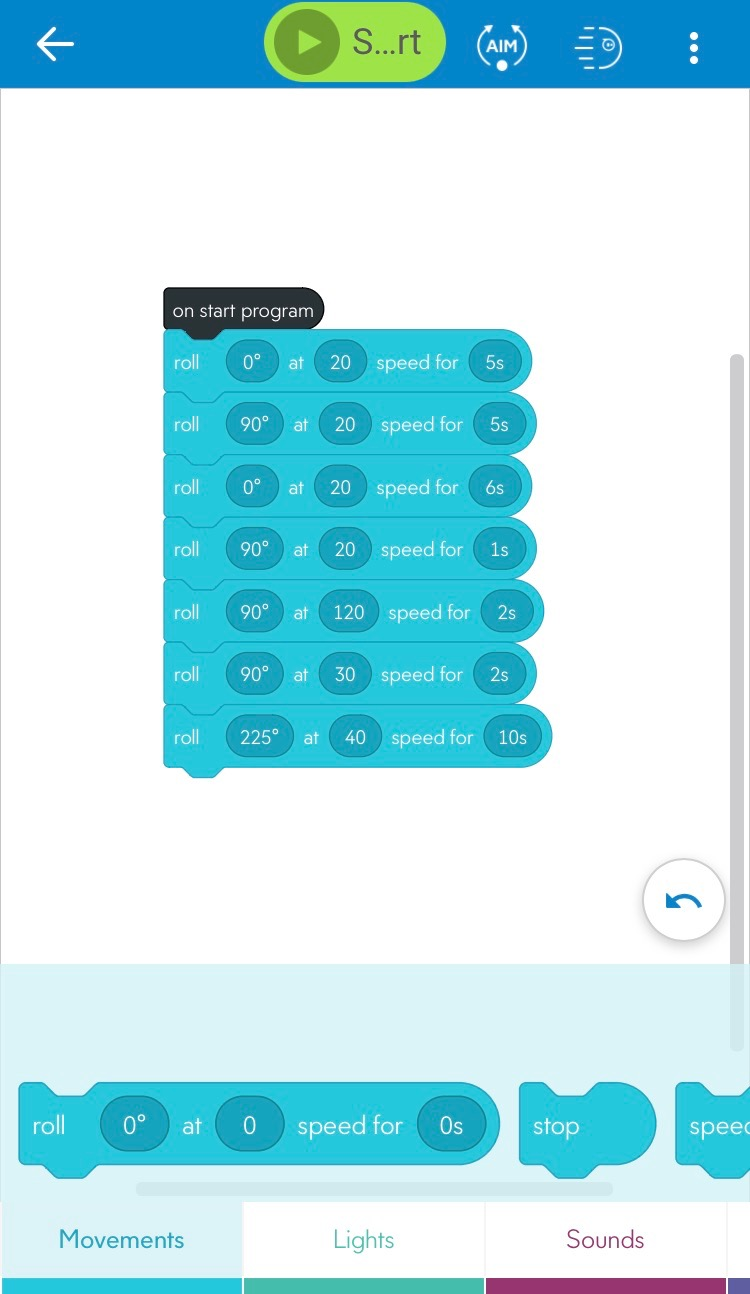 S...rt AIM
on start program
roll 0° at 20 speed for 5s
roll 90° at 20 speed for 5s
roll 0° at 20 speed for 6s
roll 90° at 20 speed for 1s
roll 90° at 120 speed for 2s
roll 90° at 30 speed for 2s
roll 225° at 40 speed for 10s
roll 0° at 0 speed for 0s stop speed
Movements Lights Sounds